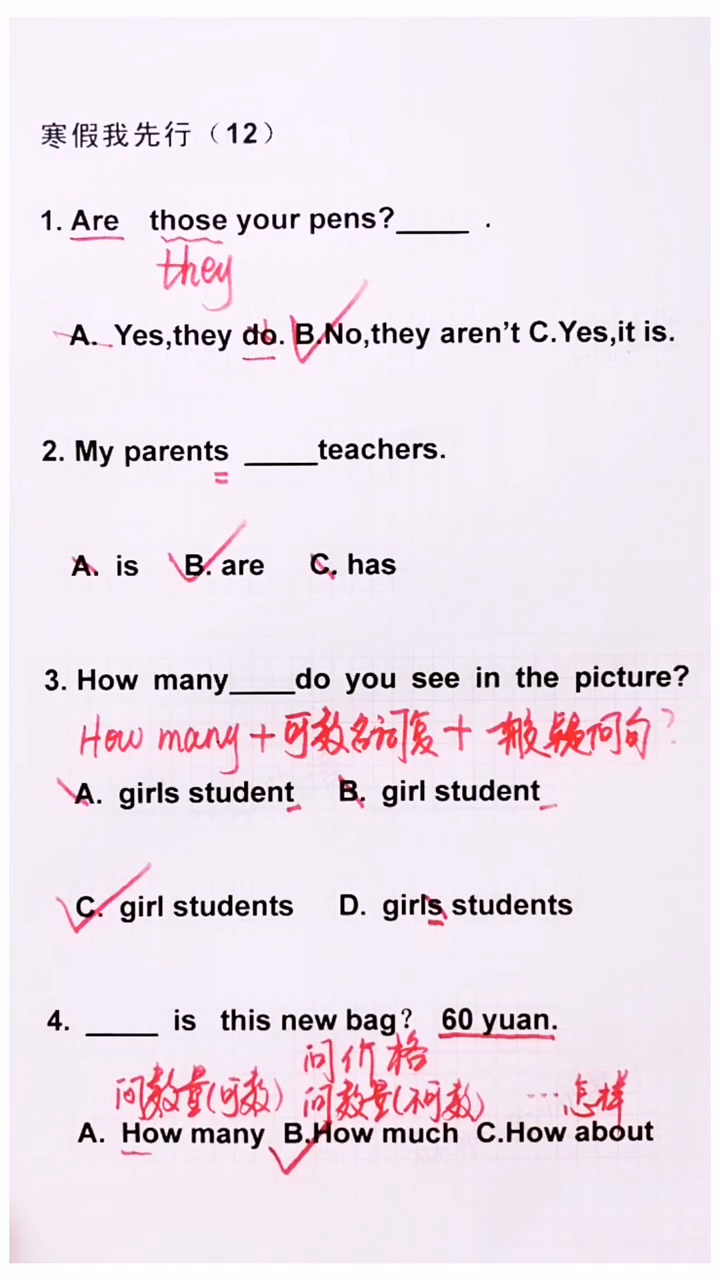 寒假我先行（12）
1. Are those your pens?_____ .
they
A. Yes,they do. B.No,they aren't C.Yes,it is.
2. My parents _____teachers.
A. is B. are C. has
3. How many____do you see in the picture?
How many + 可数名词复 + 一般疑问句?
A. girls student B. girl student
C. girl students D. girls students
4. _____ is this new bag? 60 yuan.
问价格
问数量(可数) 问数量(不可数) …怎样
A. How many B.How much C.How about